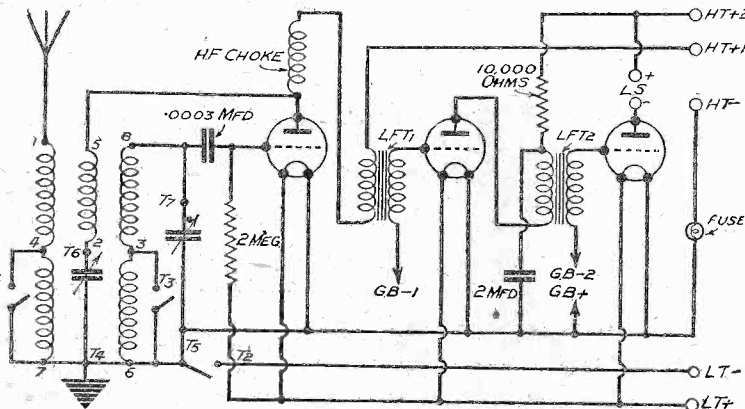 HT+2
HF CHOKE
HT+1
10,000
OHMS
+
LS
-
HT-
.0003 MFD
1
5
8
LFT1
LFT2
T7
FUSE
4
2
3
T6
2 MEG
T3
GB-2
GB-1
2MFD
GB+
T5
T4
T2
7
6
LT-
LT+